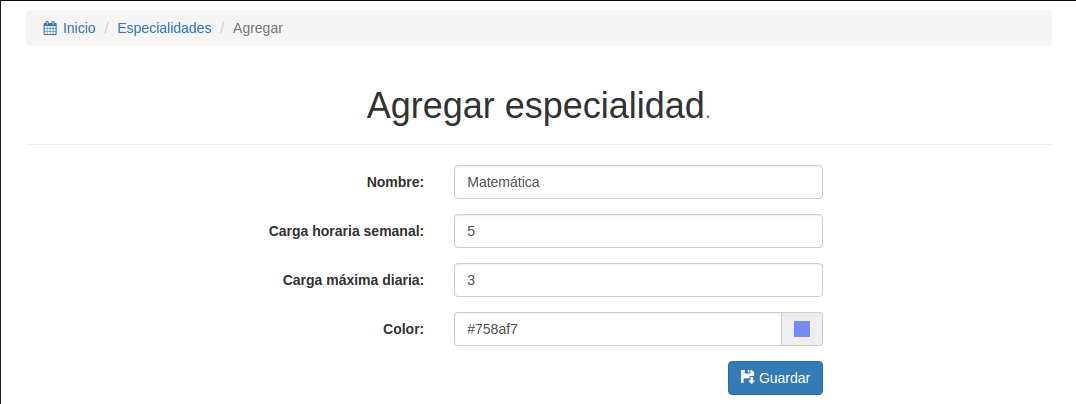 Inicio / Especialidades / Agregar
Agregar especialidad.
Nombre: Matemática
Carga horaria semanal: 5
Carga máxima diaria: 3
Color: #758af7
Guardar